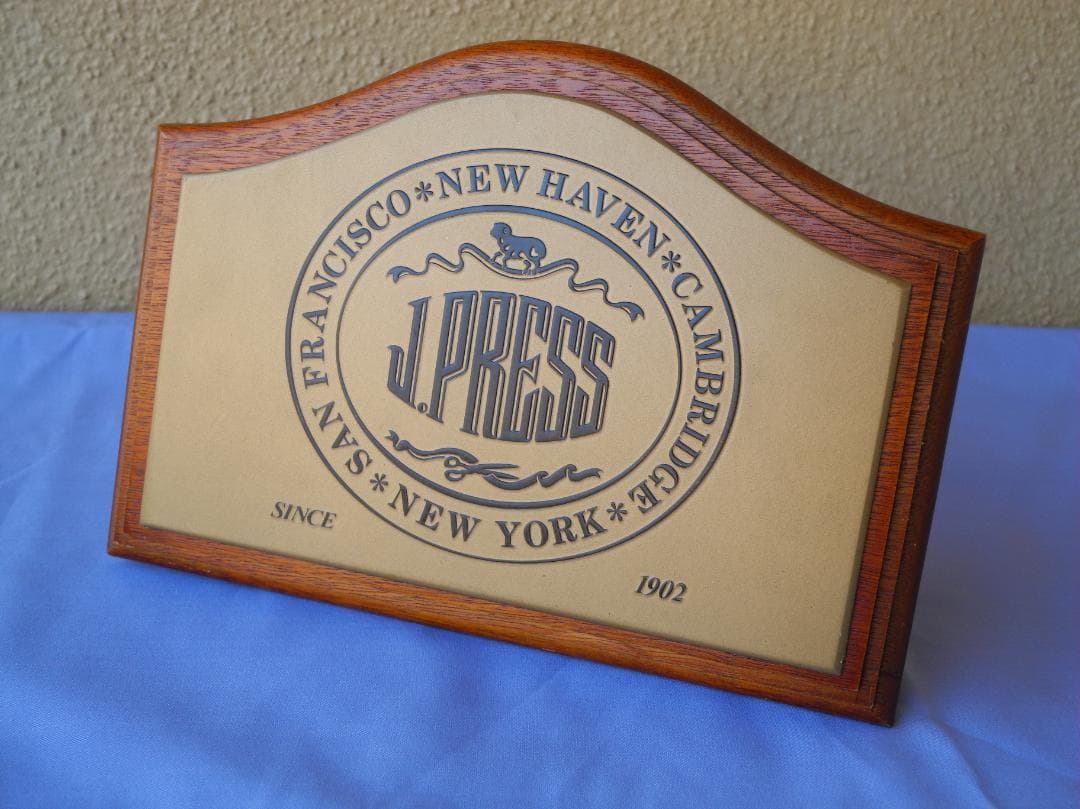 SAN FRANCISCO * NEW HAVEN * CAMBRIDGE * NEW YORK *
J.PRESS
SINCE 1902